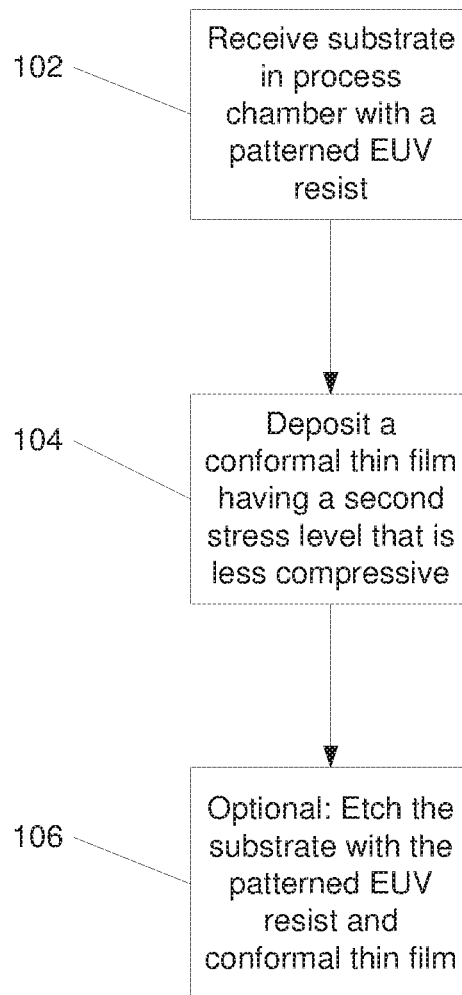 102
Receive substrate
in process
chamber with a
patterned EUV
resist
104
Deposit a
conformal thin film
having a second
stress level that is
less compressive
106
Optional: Etch the
substrate with the
patterned EUV
resist and
conformal thin film